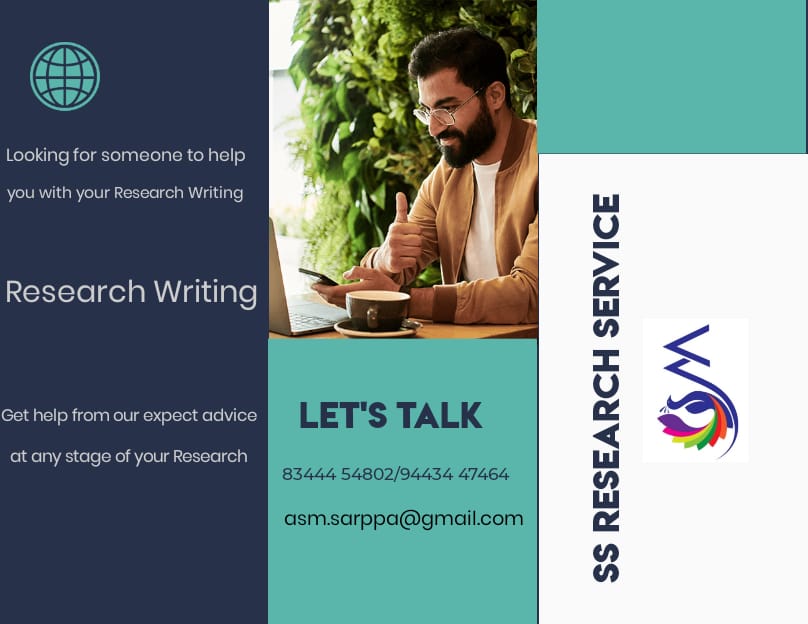 Looking for someone to help
you with your Research Writing
Research Writing
Get help from our expect advice
at any stage of your Research
LET'S TALK
83444 54802/94434 47464
asm.sarppa@gmail.com
SS RESEARCH SERVICE